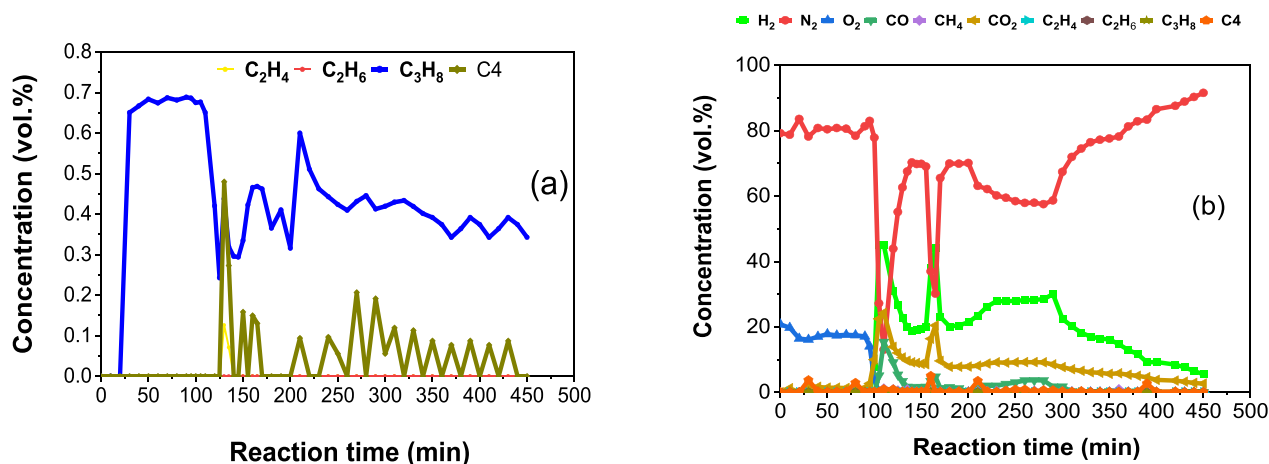 C₂H₄ C₂H₆ C₃H₈ C4
0.8
0.7
0.6
0.5
0.4
0.3
0.2
0.1
0.0
Concentration (vol.%)
(a)
0 50 100 150 200 250 300 350 400 450 500
Reaction time (min)
H₂ N₂ O₂ CO CH₄ CO₂ C₂H₄ C₂H₆ C₃H₈ C4
100
80
60
40
20
0
Concentration (vol.%)
(b)
0 50 100 150 200 250 300 350 400 450 500
Reaction time (min)